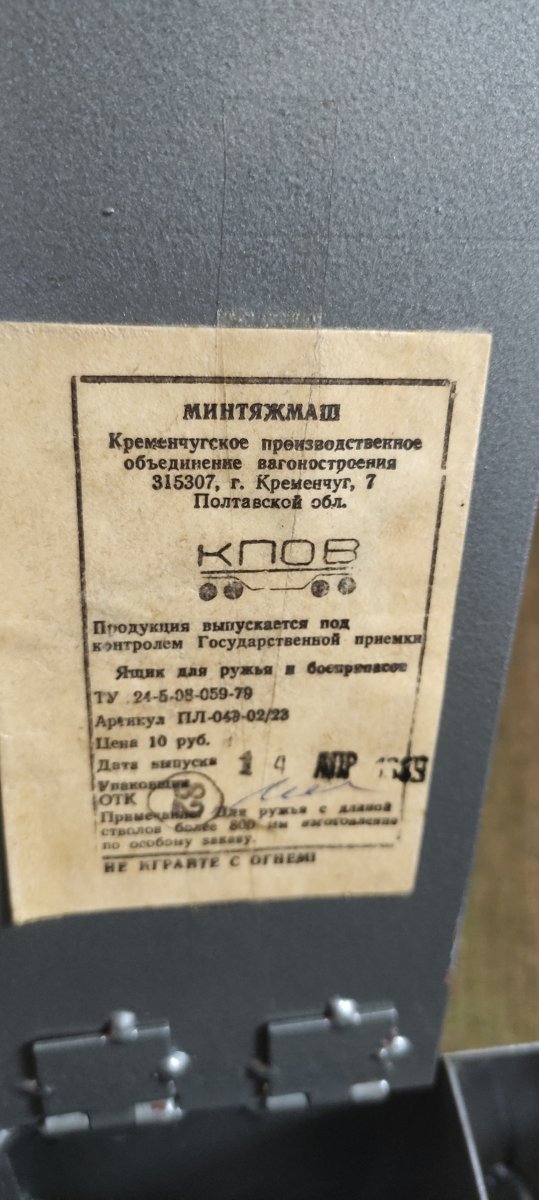 МИНТЯЖМАШ
Кременчугское производственное
объединение вагоностроения
315307, г. Кременчуг, 7
Полтавской обл.
КПОВ
Продукция выпускается под
контролем Государственной приемки
Ящик для ружья и боеприпасов
ТУ 24-5-08-059-79
Артикул ПЛ-043-02/23
Цена 10 руб.
Дата выпуска 14 АПР 1989
Упаковщик
ОТК
Примечание: Для ружья с длиной
стволов более 800 мм изготовление
по особому заказу.
НЕ ИГРАЙТЕ С ОГНЕМ!